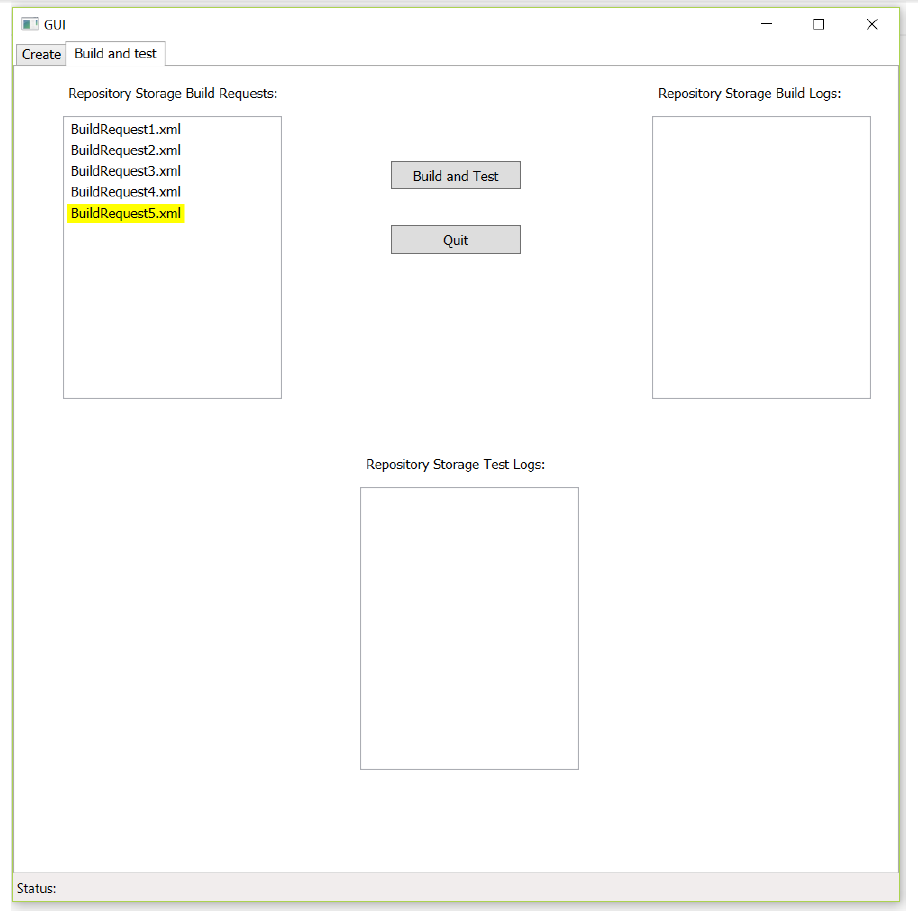 GUI
Create
Build and test
Repository Storage Build Requests:
BuildRequest1.xml
BuildRequest2.xml
BuildRequest3.xml
BuildRequest4.xml
BuildRequest5.xml
Build and Test
Quit
Repository Storage Build Logs:
Repository Storage Test Logs:
Status: